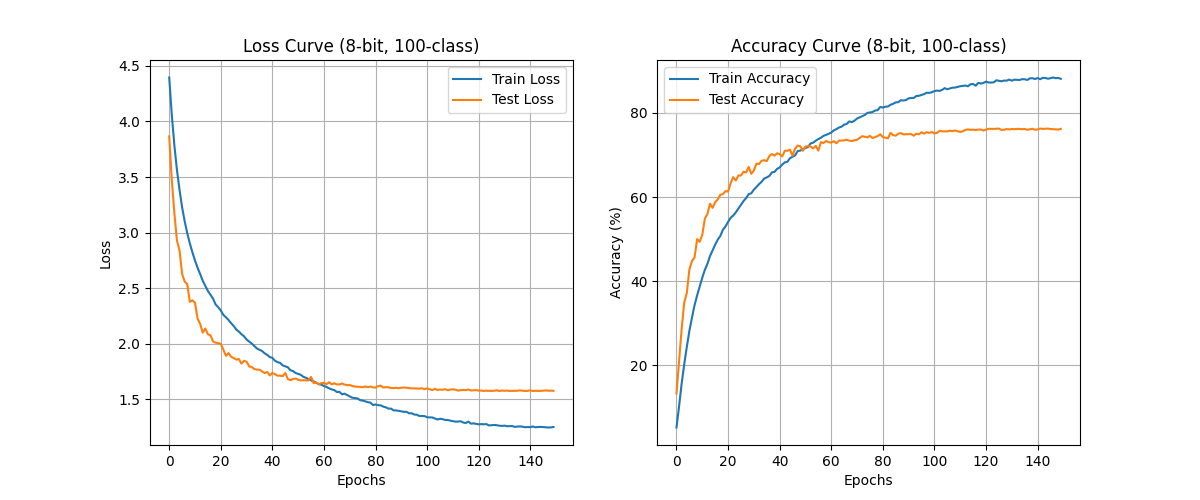 Loss Curve (8-bit, 100-class)
Train Loss
Test Loss
4.5
4.0
3.5
3.0
2.5
2.0
1.5
Loss
0 20 40 60 80 100 120 140
Epochs
Accuracy Curve (8-bit, 100-class)
Train Accuracy
Test Accuracy
80
60
40
20
Accuracy (%)
0 20 40 60 80 100 120 140
Epochs